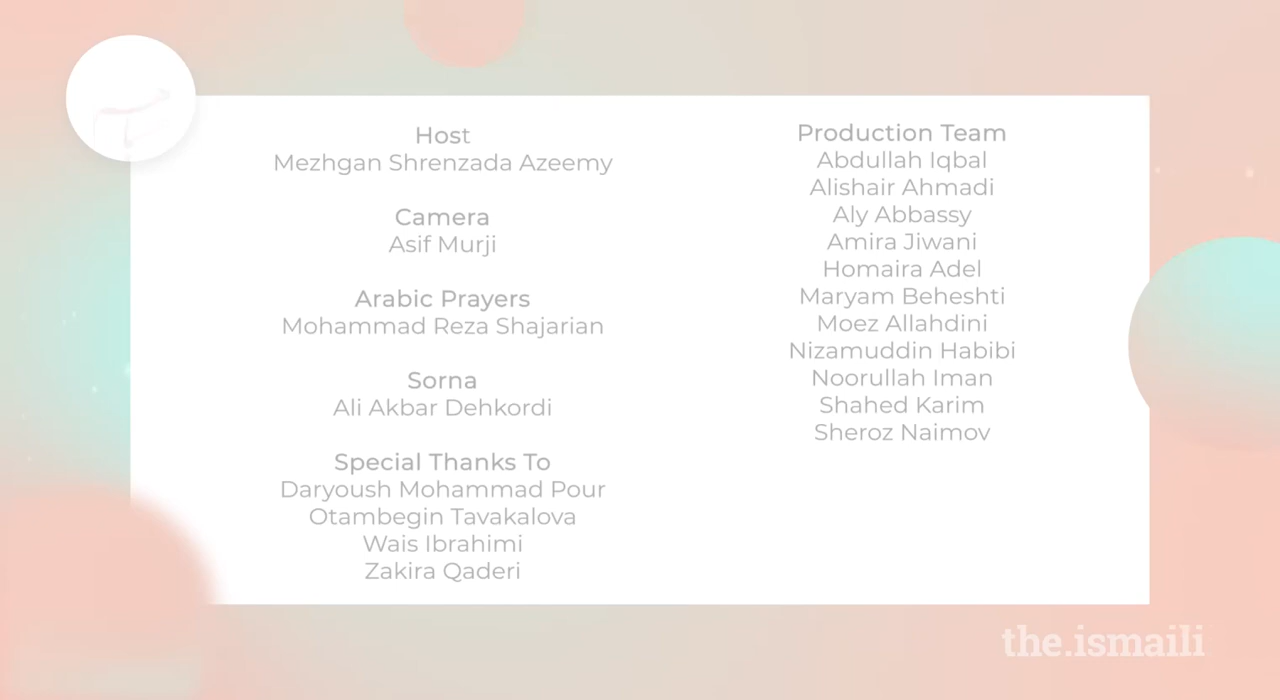 Host
Mezhgan Shrenzada Azeemy
Camera
Asif Murji
Arabic Prayers
Mohammad Reza Shajarian
Sorna
Ali Akbar Dehkordi
Special Thanks To
Daryoush Mohammad Pour
Otambegin Tavakalova
Wais Ibrahimi
Zakira Qaderi
Production Team
Abdullah Iqbal
Alishair Ahmadi
Aly Abbassy
Amira Jiwani
Homaira Adel
Maryam Beheshti
Moez Allahdini
Nizamuddin Habibi
Noorullah Iman
Shahed Karim
Sheroz Naimov
the.ismaili